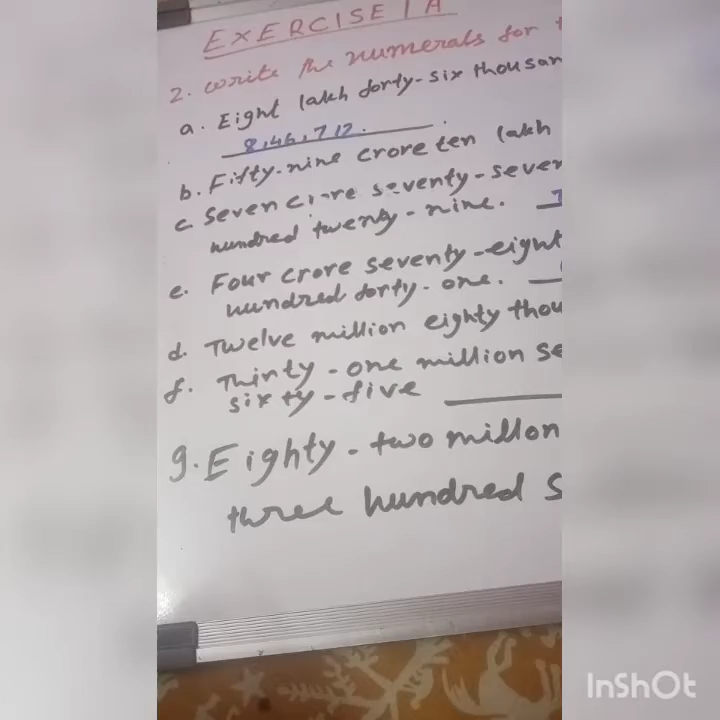 EXERCISE 1A
2. write the numerals for t
a. Eight lakh forty-six thousan
8,46,712.
b. Fifty-nine crore ten lakh
c. Seven crore seventy-seven
hundred twenty-nine. 7
e. Four crore seventy-eight
hundred forty-one.
d. Twelve million eighty thou
f. Thirty-one million se
sixty-five
g. Eighty-two millon
three hundred s
InShOt